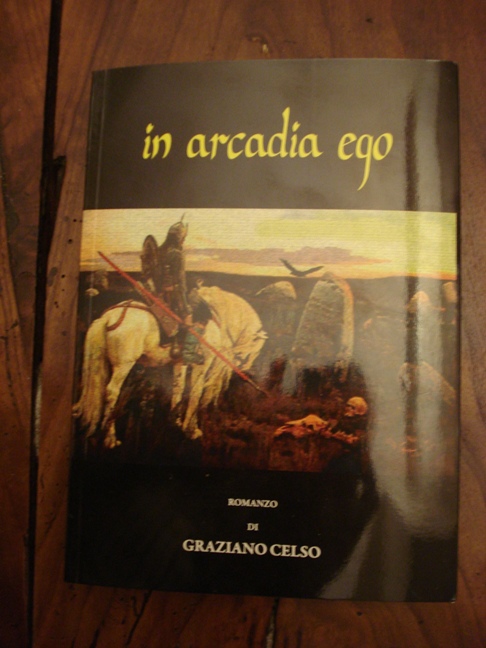 in arcadia ego
ROMANZO
DI
GRAZIANO CELSO